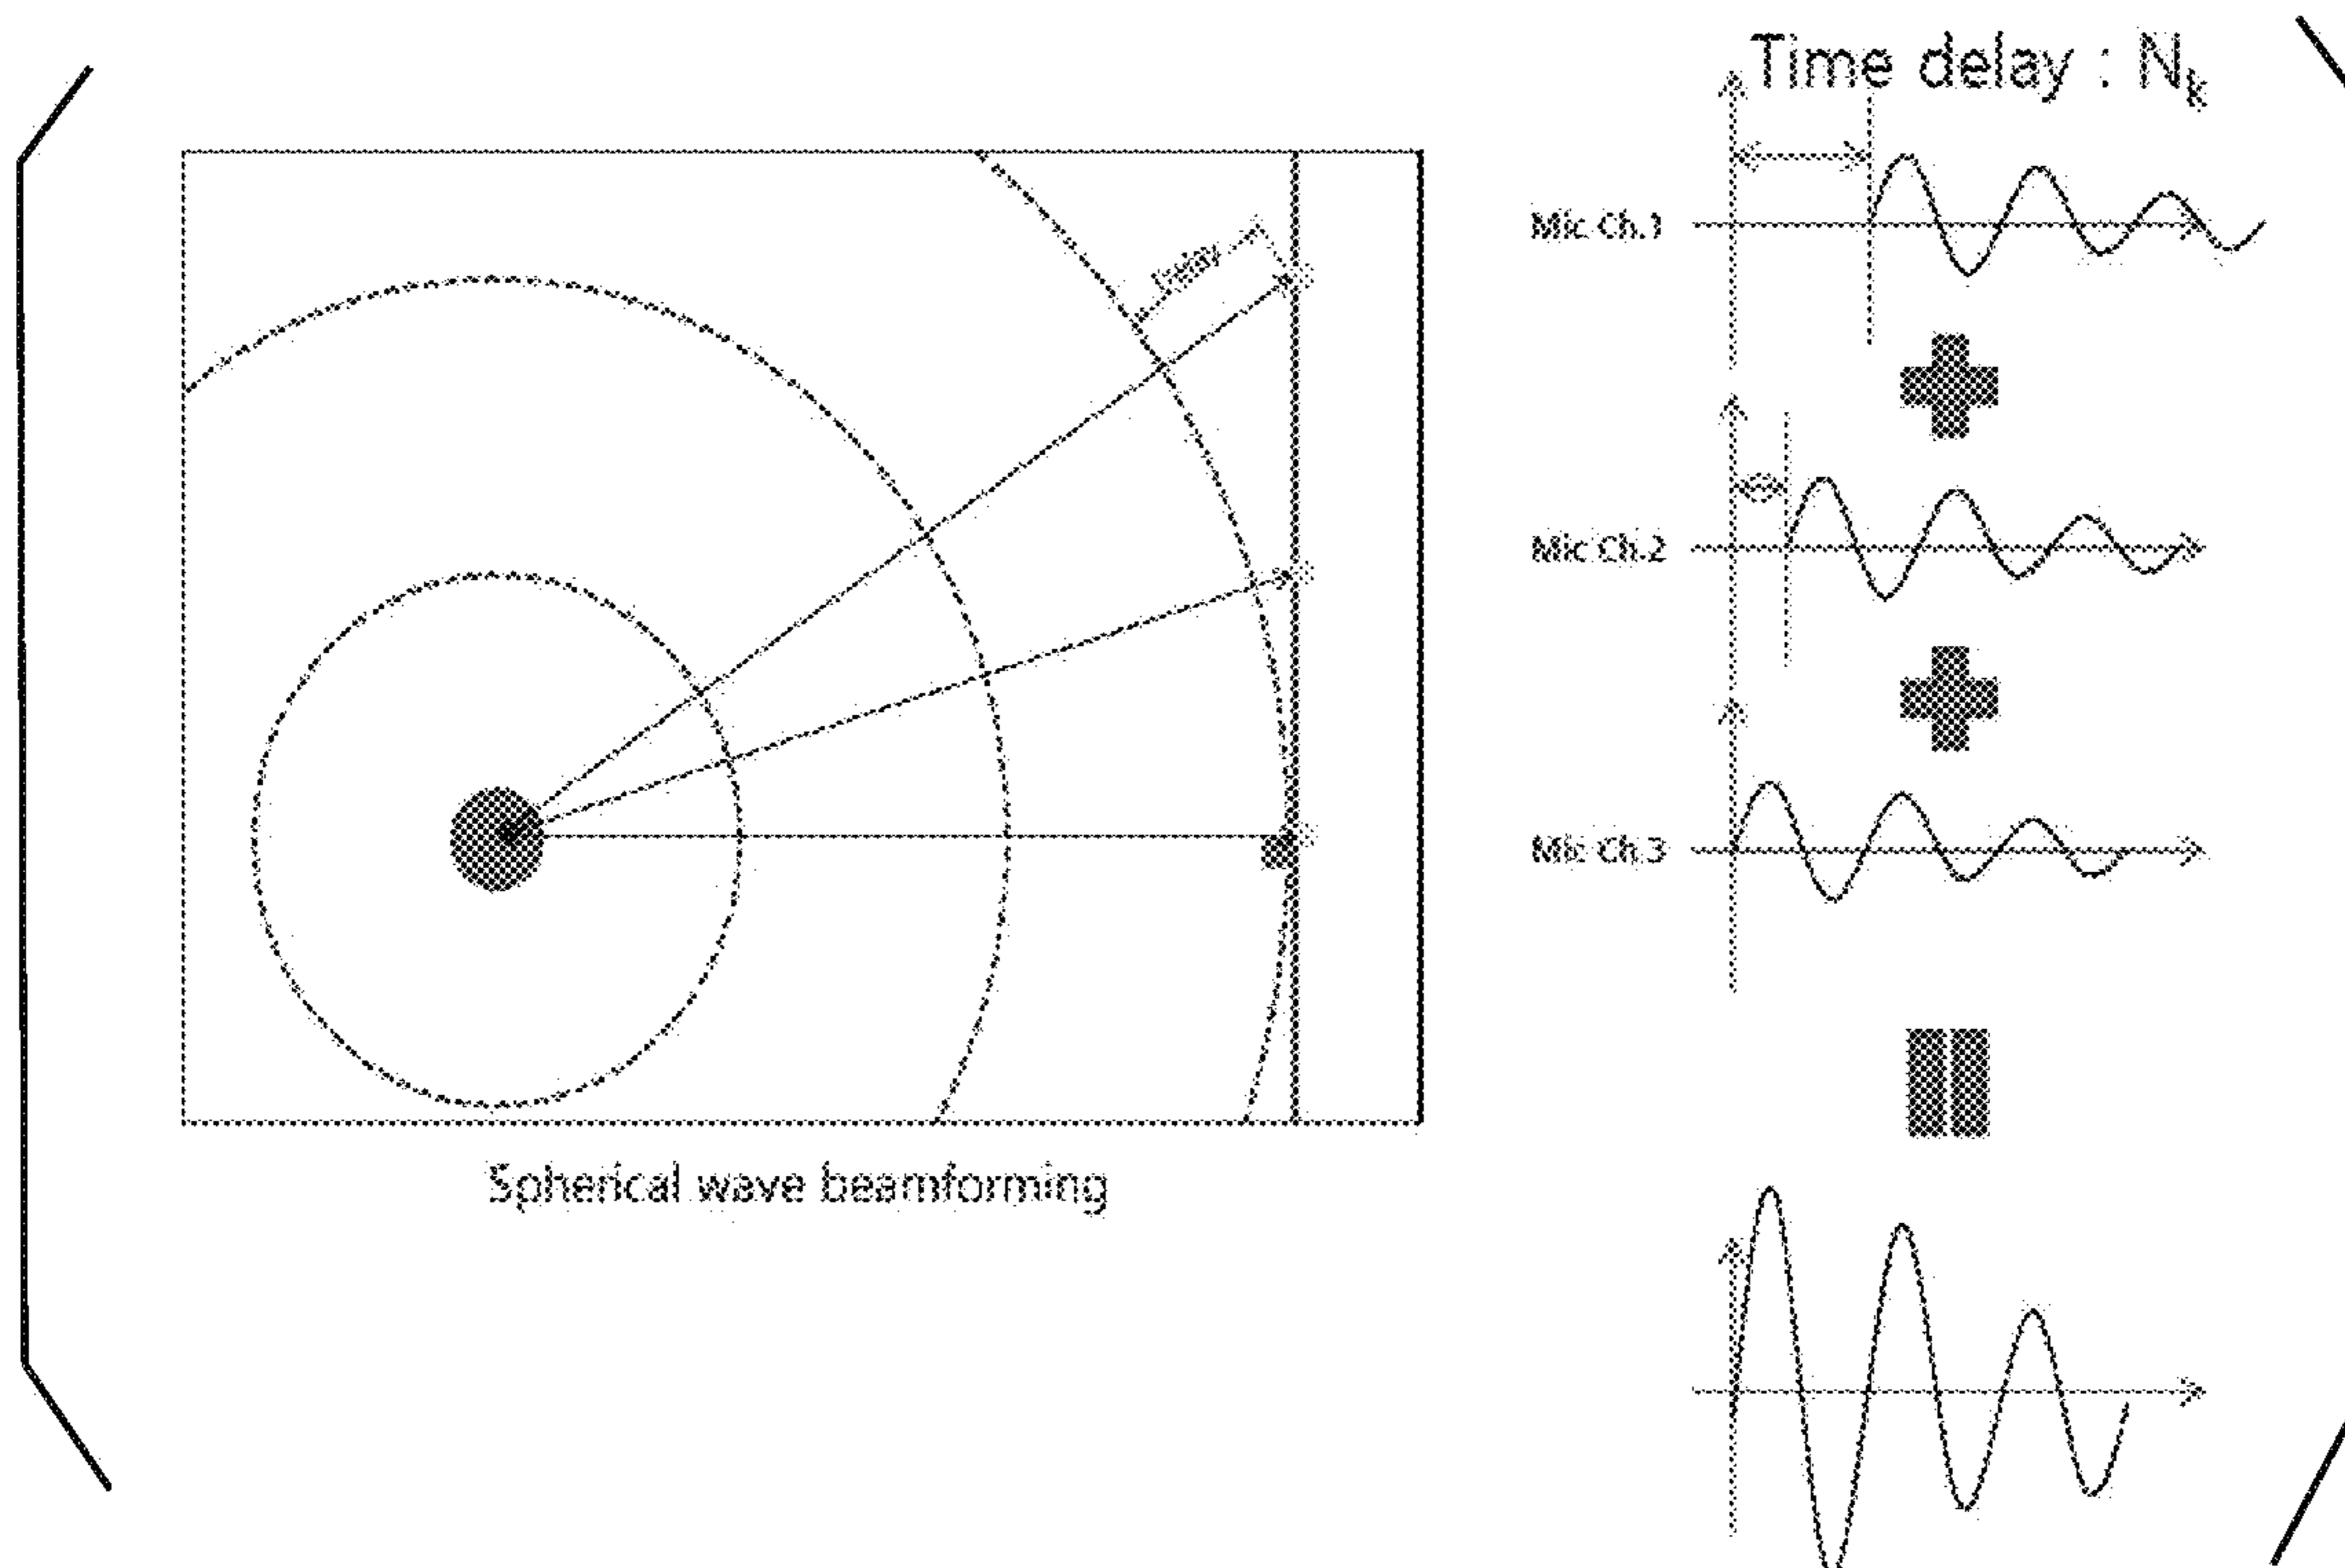 Time delay : Nk
Mic Ch.1
Mic Ch.2
Mic Ch.3
Spherical wave beamforming